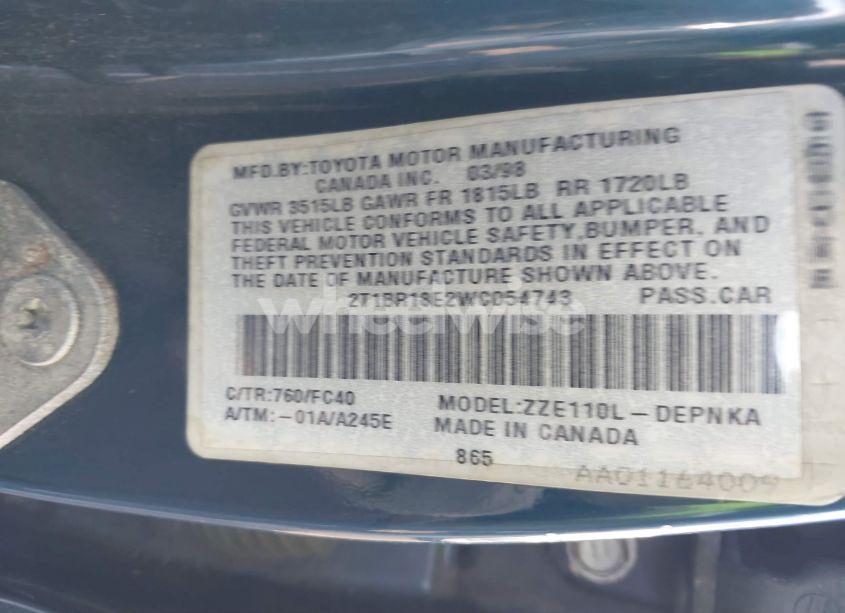 MFD.BY:TOYOTA MOTOR MANUFACTURING
CANADA INC. 03/98
GVWR 3515LB GAWR FR 1815LB RR 1720LB
THIS VEHICLE CONFORMS TO ALL APPLICABLE
FEDERAL MOTOR VEHICLE SAFETY,BUMPER, AND
THEFT PREVENTION STANDARDS IN EFFECT ON
THE DATE OF MANUFACTURE SHOWN ABOVE.
2T1BR18E2WC054743 PASS.CAR
wheelwise
C/TR:760/FC40 MODEL:ZZE110L-DEPNKA
A/TM:-01A/A245E MADE IN CANADA
865
AA01164009